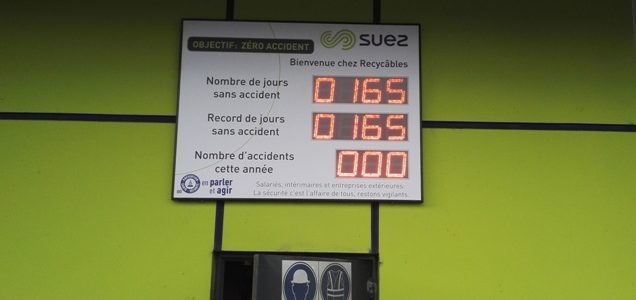 OBJECTIF: ZÉRO ACCIDENT
suez
Bienvenue chez Recycâbles
Nombre de jours
sans accident
0165
Record de jours
sans accident
0165
Nombre d'accidents
cette année
000
en parler
et agir
Salariés, intérimaires et entreprises extérieures:
La sécurité c'est l'affaire de tous, restons vigilants.